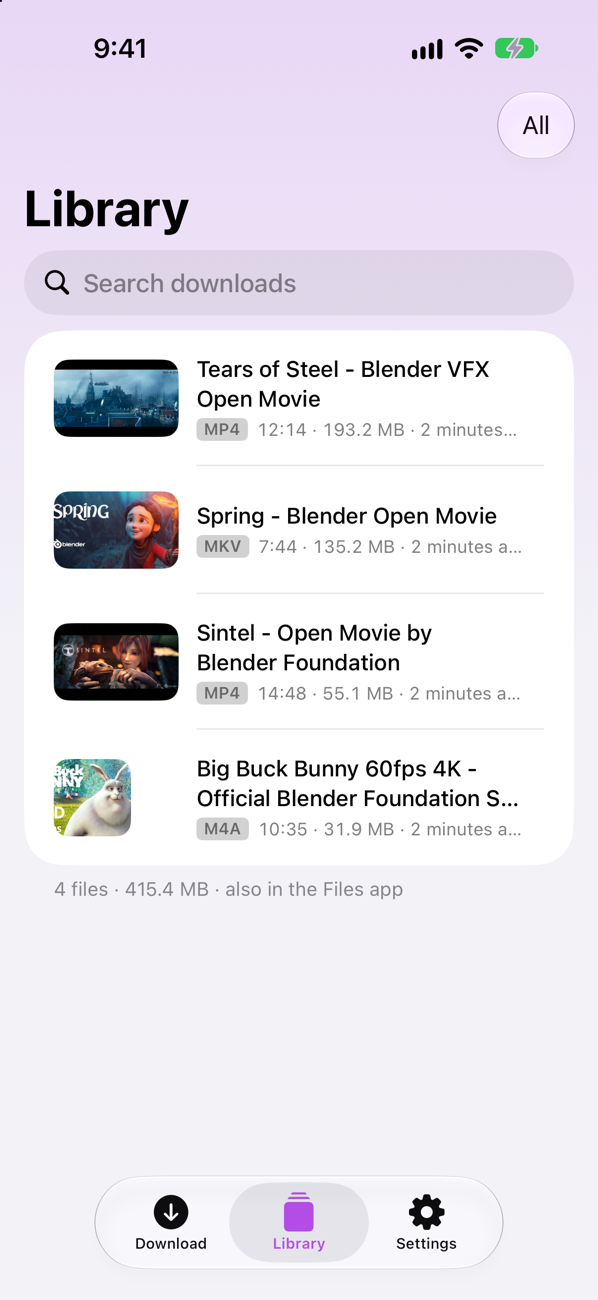 9:41
All
Library
Search downloads
Tears of Steel - Blender VFX
Open Movie
MP4 12:14 · 193.2 MB · 2 minutes...
SPRING
blender
Spring - Blender Open Movie
MKV 7:44 · 135.2 MB · 2 minutes a...
SINTEL
Sintel - Open Movie by
Blender Foundation
MP4 14:48 · 55.1 MB · 2 minutes a...
Big Buck Bunny 60fps 4K -
Official Blender Foundation S...
M4A 10:35 · 31.9 MB · 2 minutes a...
4 files · 415.4 MB · also in the Files app
Download
Library
Settings